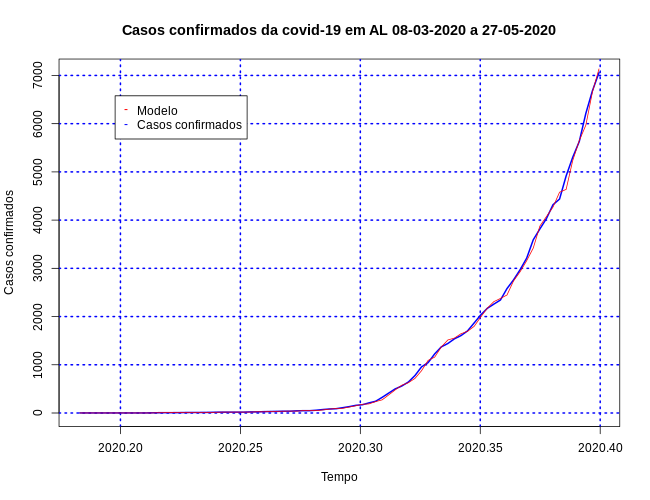 Casos confirmados da covid-19 em AL 08-03-2020 a 27-05-2020
Casos confirmados
7000
6000
5000
4000
3000
2000
1000
0
Modelo
Casos confirmados
2020.20
2020.25
2020.30
2020.35
2020.40
Tempo